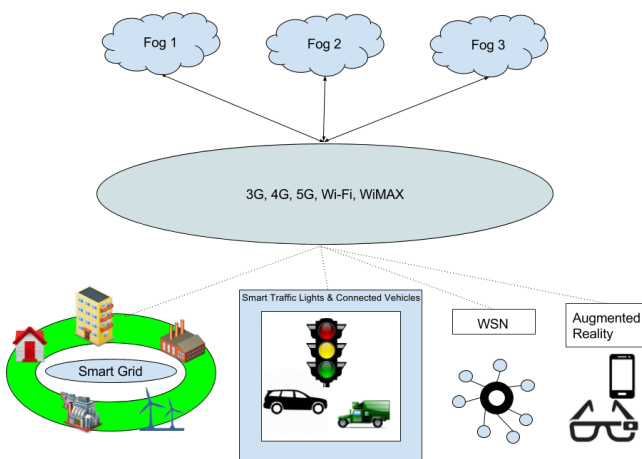 Fog 1
Fog 2
Fog 3
3G, 4G, 5G, Wi-Fi, WiMAX
Smart Traffic Lights & Connected Vehicles
WSN
Augmented
Reality
Smart Grid